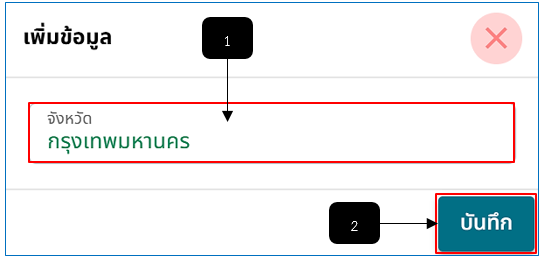 เพิ่มข้อมูล
1
จังหวัด
กรุงเทพมหานคร
2
บันทึก